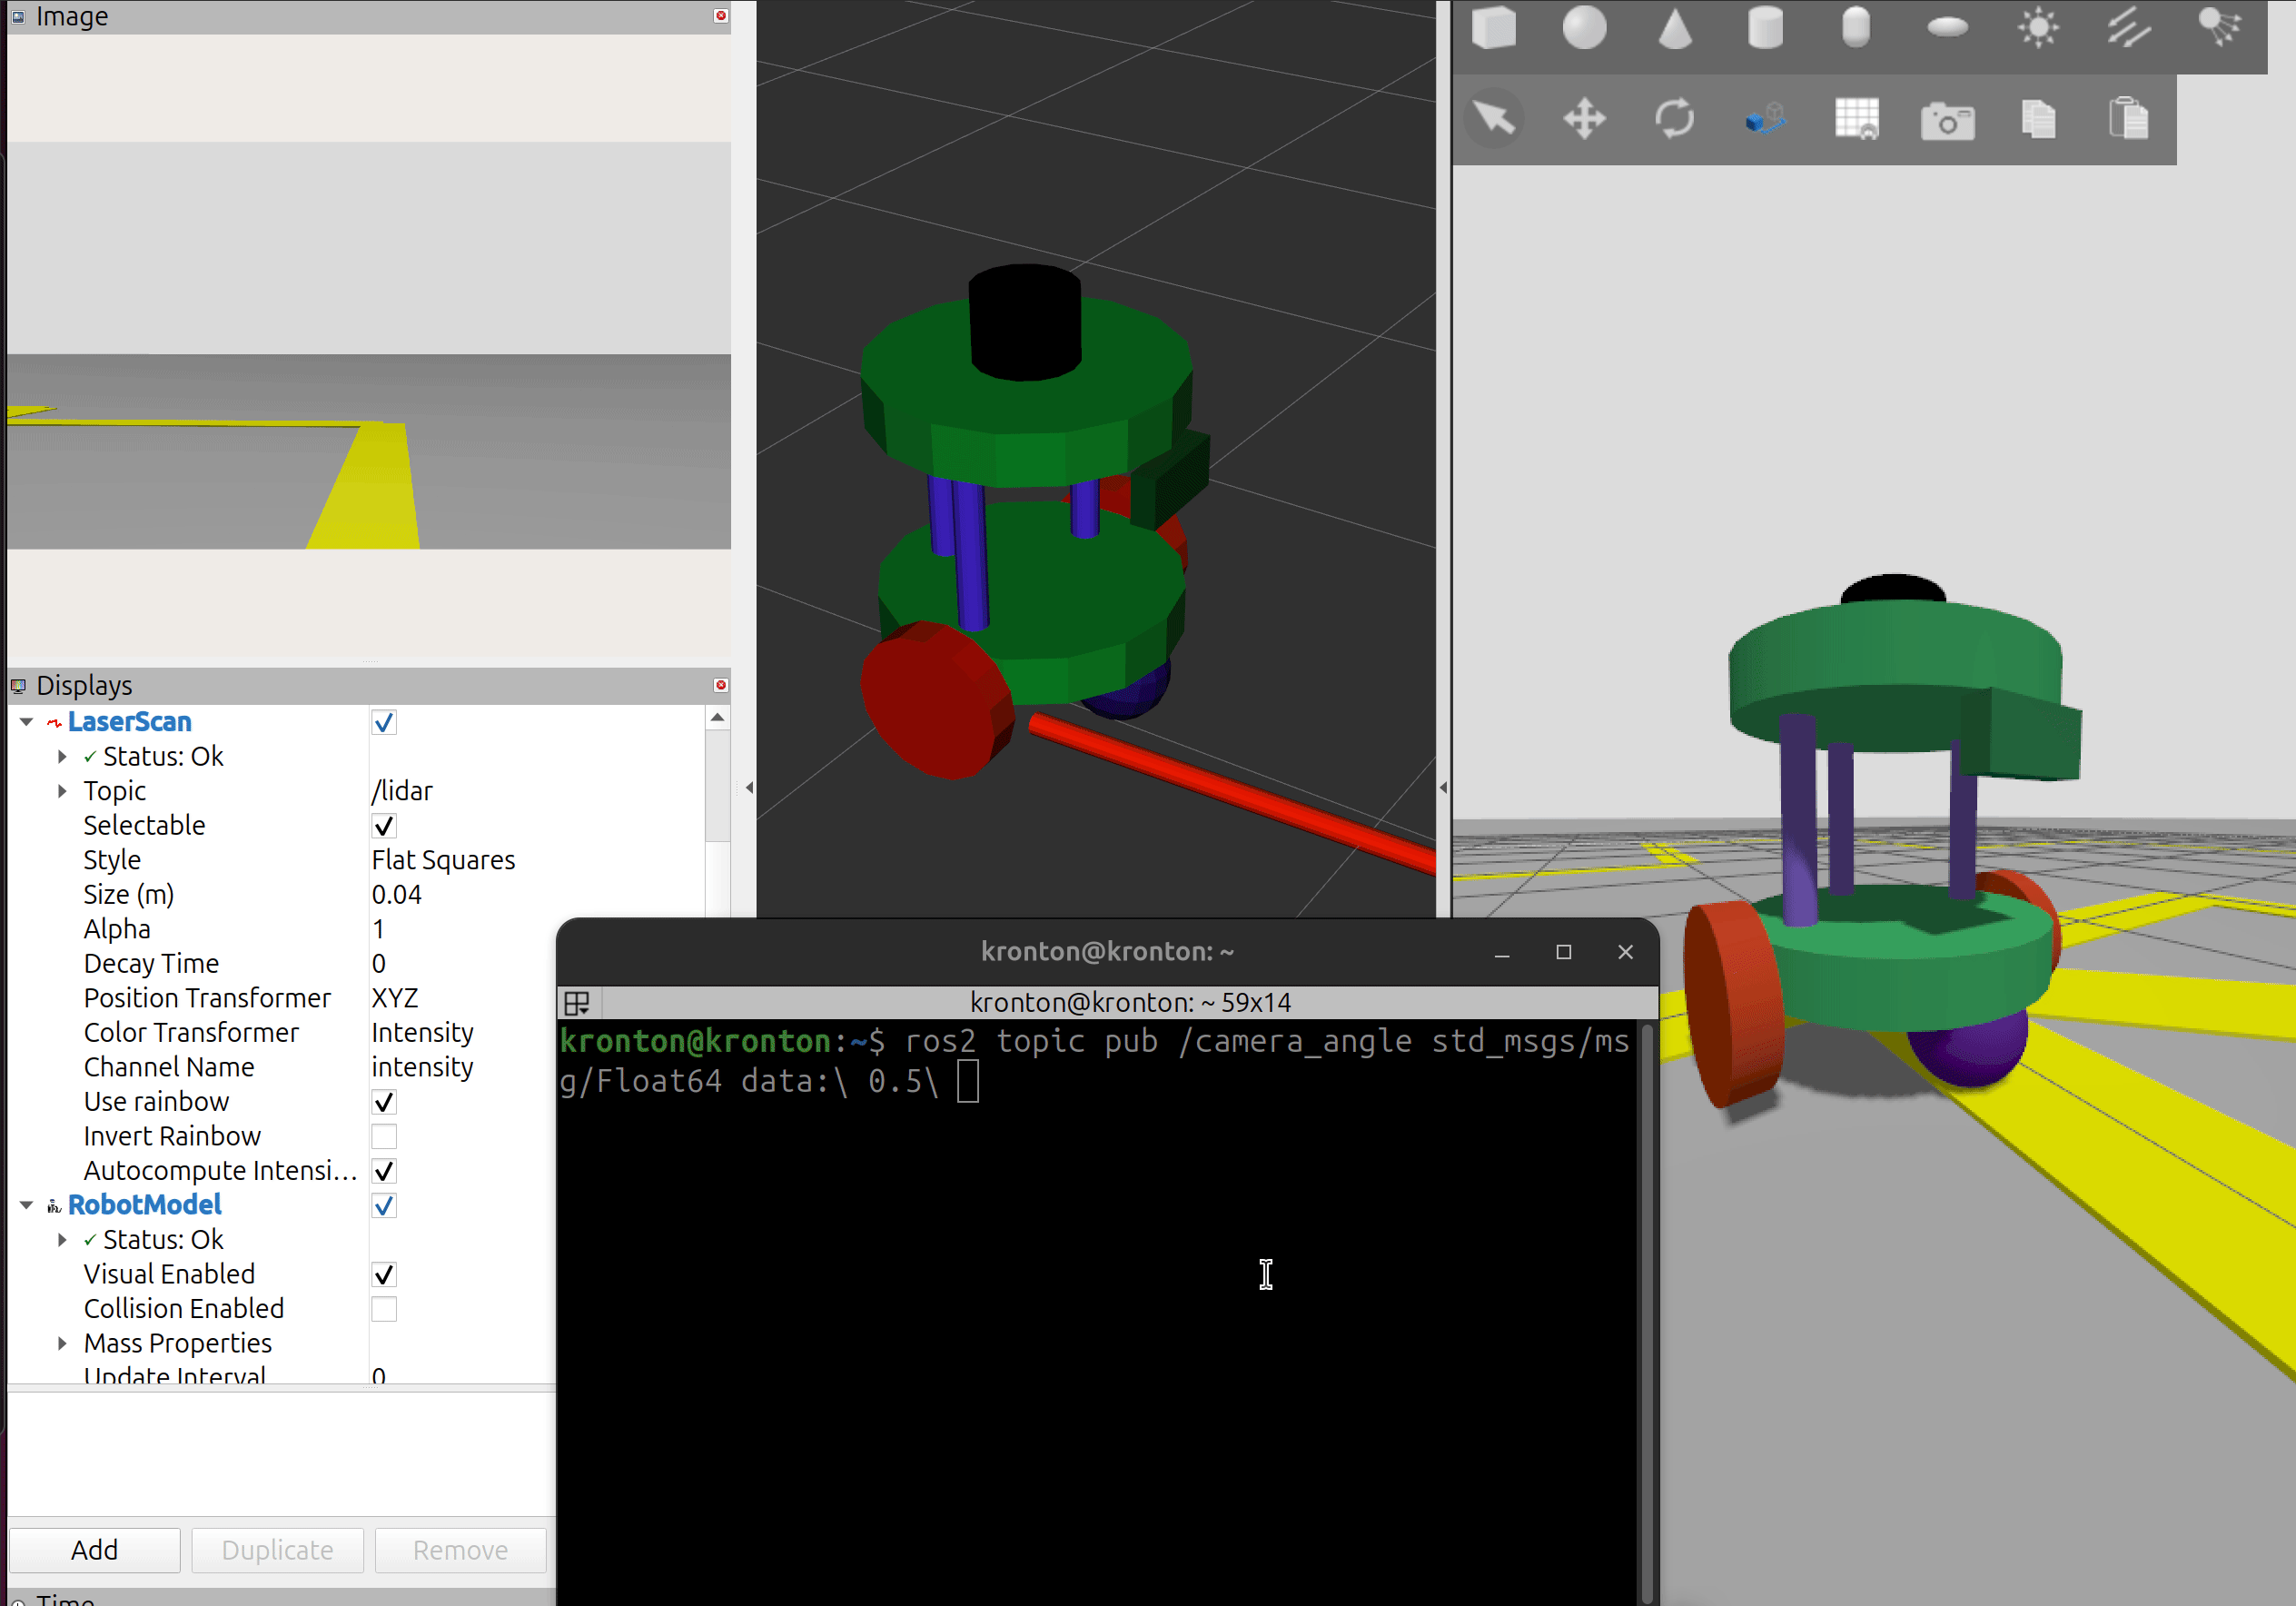 Image
Displays
LaserScan
Status: Ok
Topic /lidar
Selectable
Style Flat Squares
Size (m) 0.04
Alpha 1
Decay Time 0
Position Transformer XYZ
Color Transformer Intensity
Channel Name intensity
Use rainbow
Invert Rainbow
Autocompute Intensi...
RobotModel
Status: Ok
Visual Enabled
Collision Enabled
Mass Properties
Update Interval 0
Add Duplicate Remove
Time
kronton@kronton: ~
kronton@kronton: ~ 59x14
kronton@kronton:~$ ros2 topic pub /camera_angle std_msgs/ms
g/Float64 data:\ 0.5\